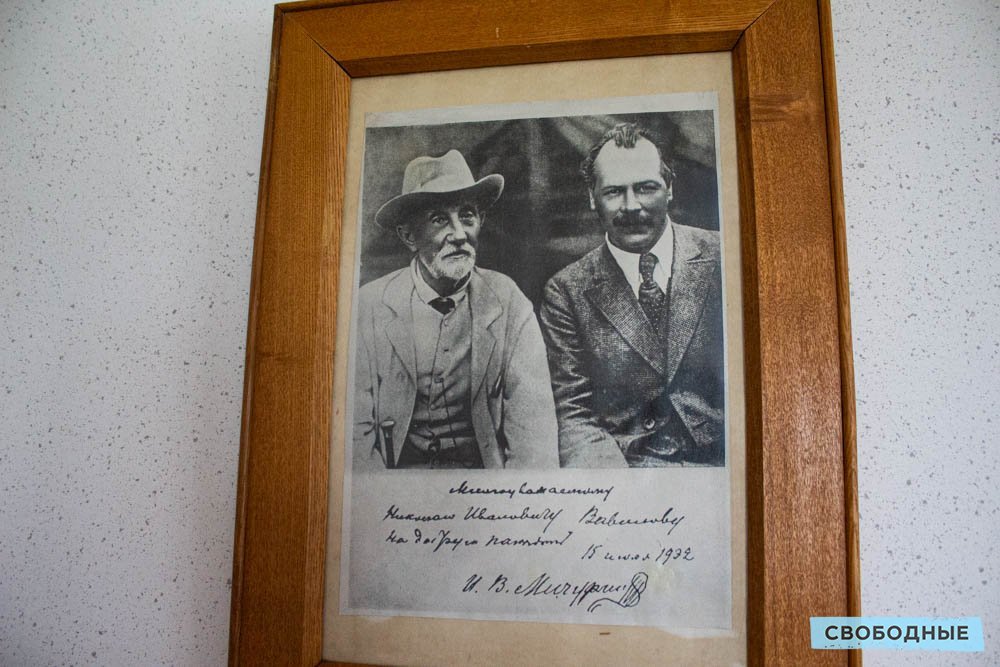 Многоуважаемому
Николаю Ивановичу Вавилову
на добрую память
15 июля 1932
И. В. Мичурин
СВОБОДНЫЕ